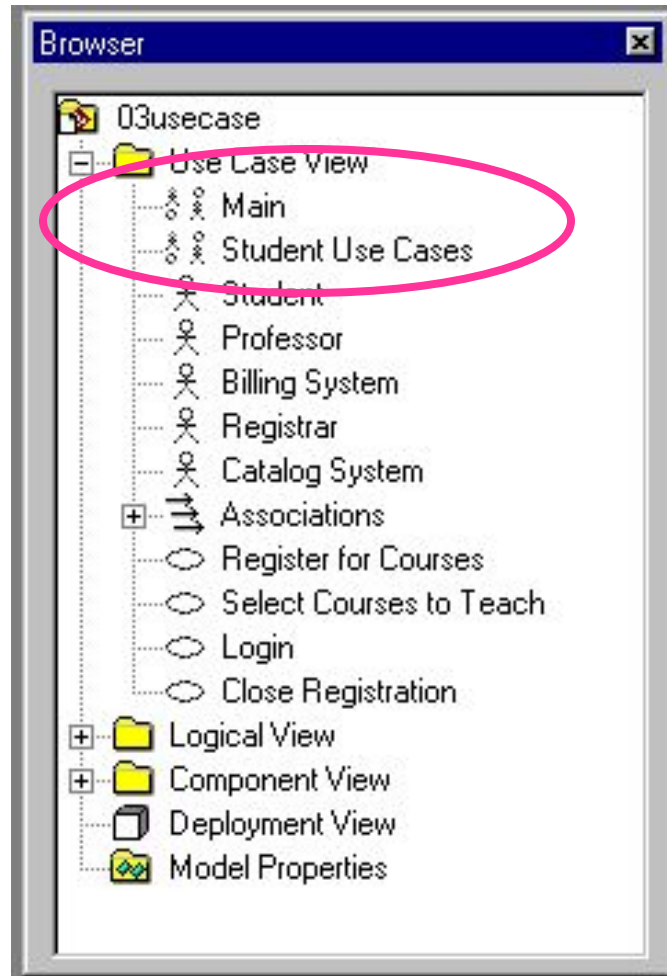 Browser
03usecase
Use Case View
Main
Student Use Cases
Student
Professor
Billing System
Registrar
Catalog System
Associations
Register for Courses
Select Courses to Teach
Login
Close Registration
Logical View
Component View
Deployment View
Model Properties